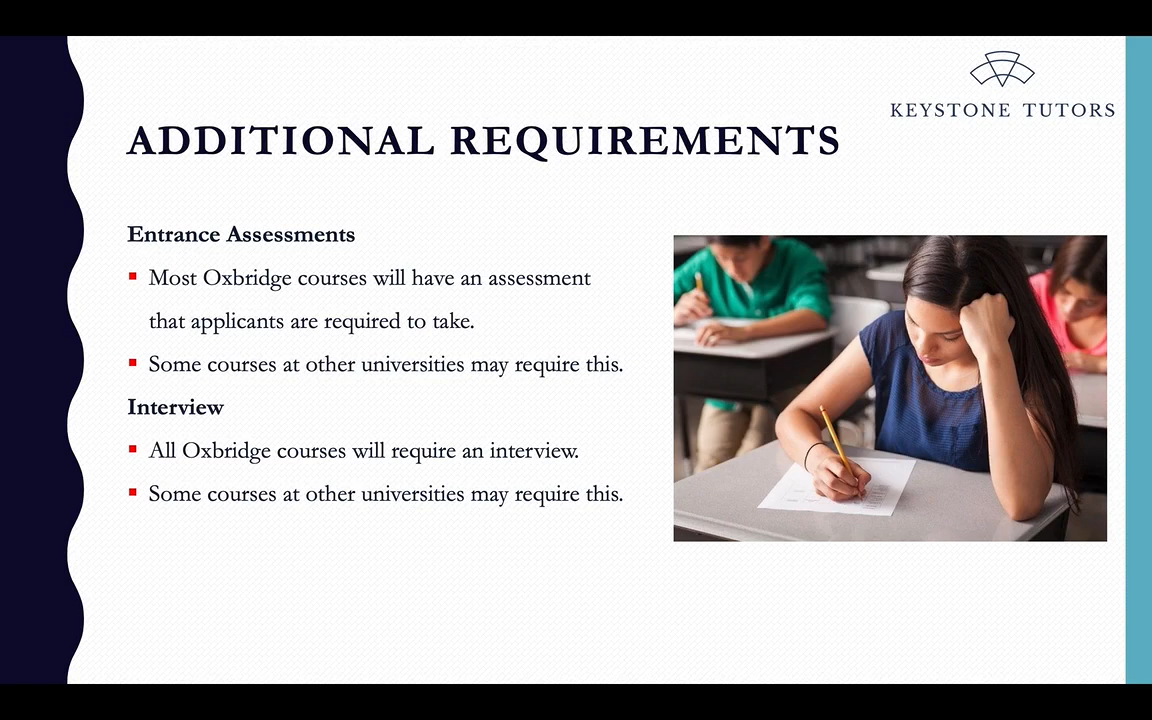 KEYSTONE TUTORS
ADDITIONAL REQUIREMENTS
Entrance Assessments
Most Oxbridge courses will have an assessment
that applicants are required to take.
Some courses at other universities may require this.
Interview
All Oxbridge courses will require an interview.
Some courses at other universities may require this.